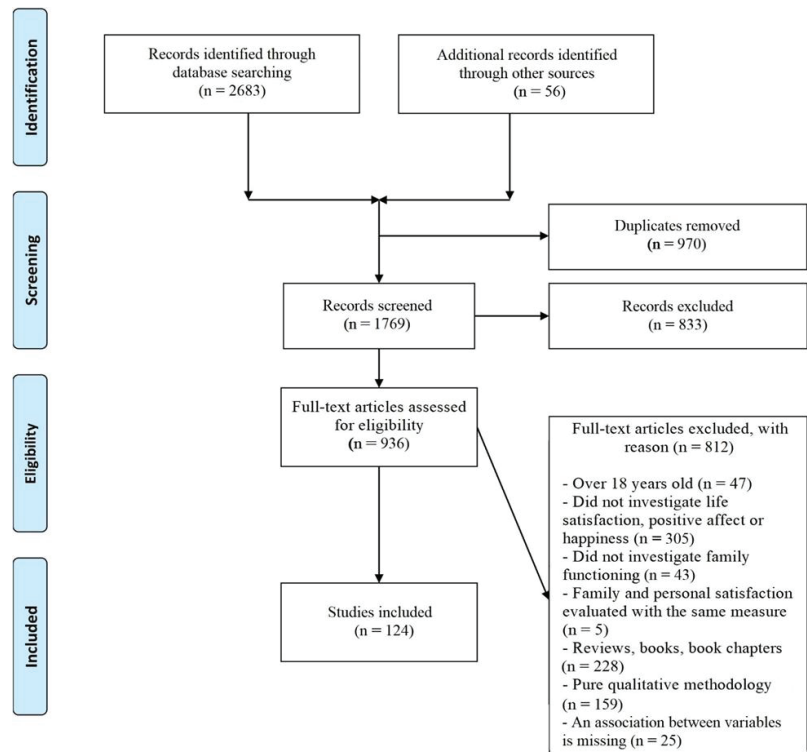 Identification
Records identified through
database searching
(n = 2683)
Additional records identified
through other sources
(n = 56)
Screening
Duplicates removed
(n = 970)
Records screened
(n = 1769)
Records excluded
(n = 833)
Eligibility
Full-text articles assessed
for eligibility
(n = 936)
Full-text articles excluded, with
reason (n = 812)
- Over 18 years old (n = 47)
- Did not investigate life
satisfaction, positive affect or
happiness (n = 305)
- Did not investigate family
functioning (n = 43)
- Family and personal satisfaction
evaluated with the same measure
(n = 5)
- Reviews, books, book chapters
(n = 228)
- Pure qualitative methodology
(n = 159)
- An association between variables
is missing (n = 25)
Included
Studies included
(n = 124)